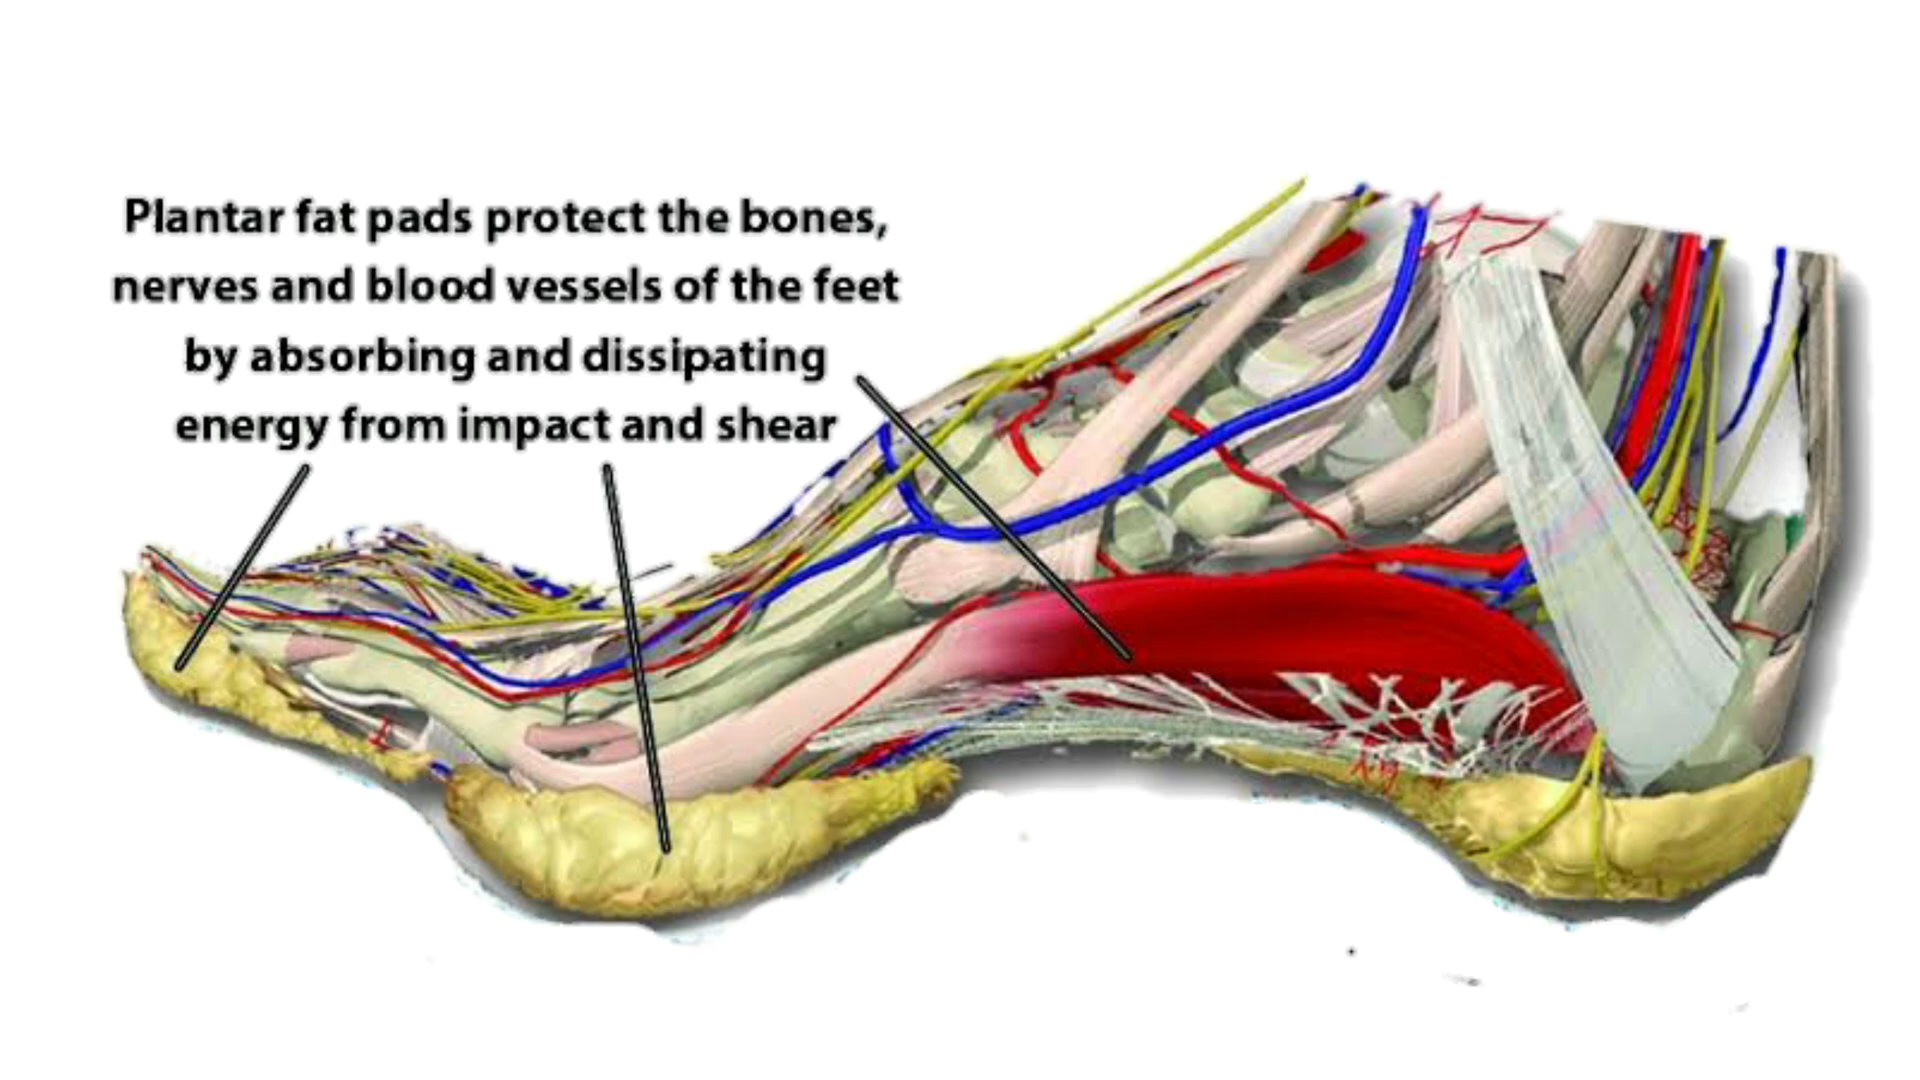 Plantar fat pads protect the bones,
nerves and blood vessels of the feet
by absorbing and dissipating
energy from impact and shear